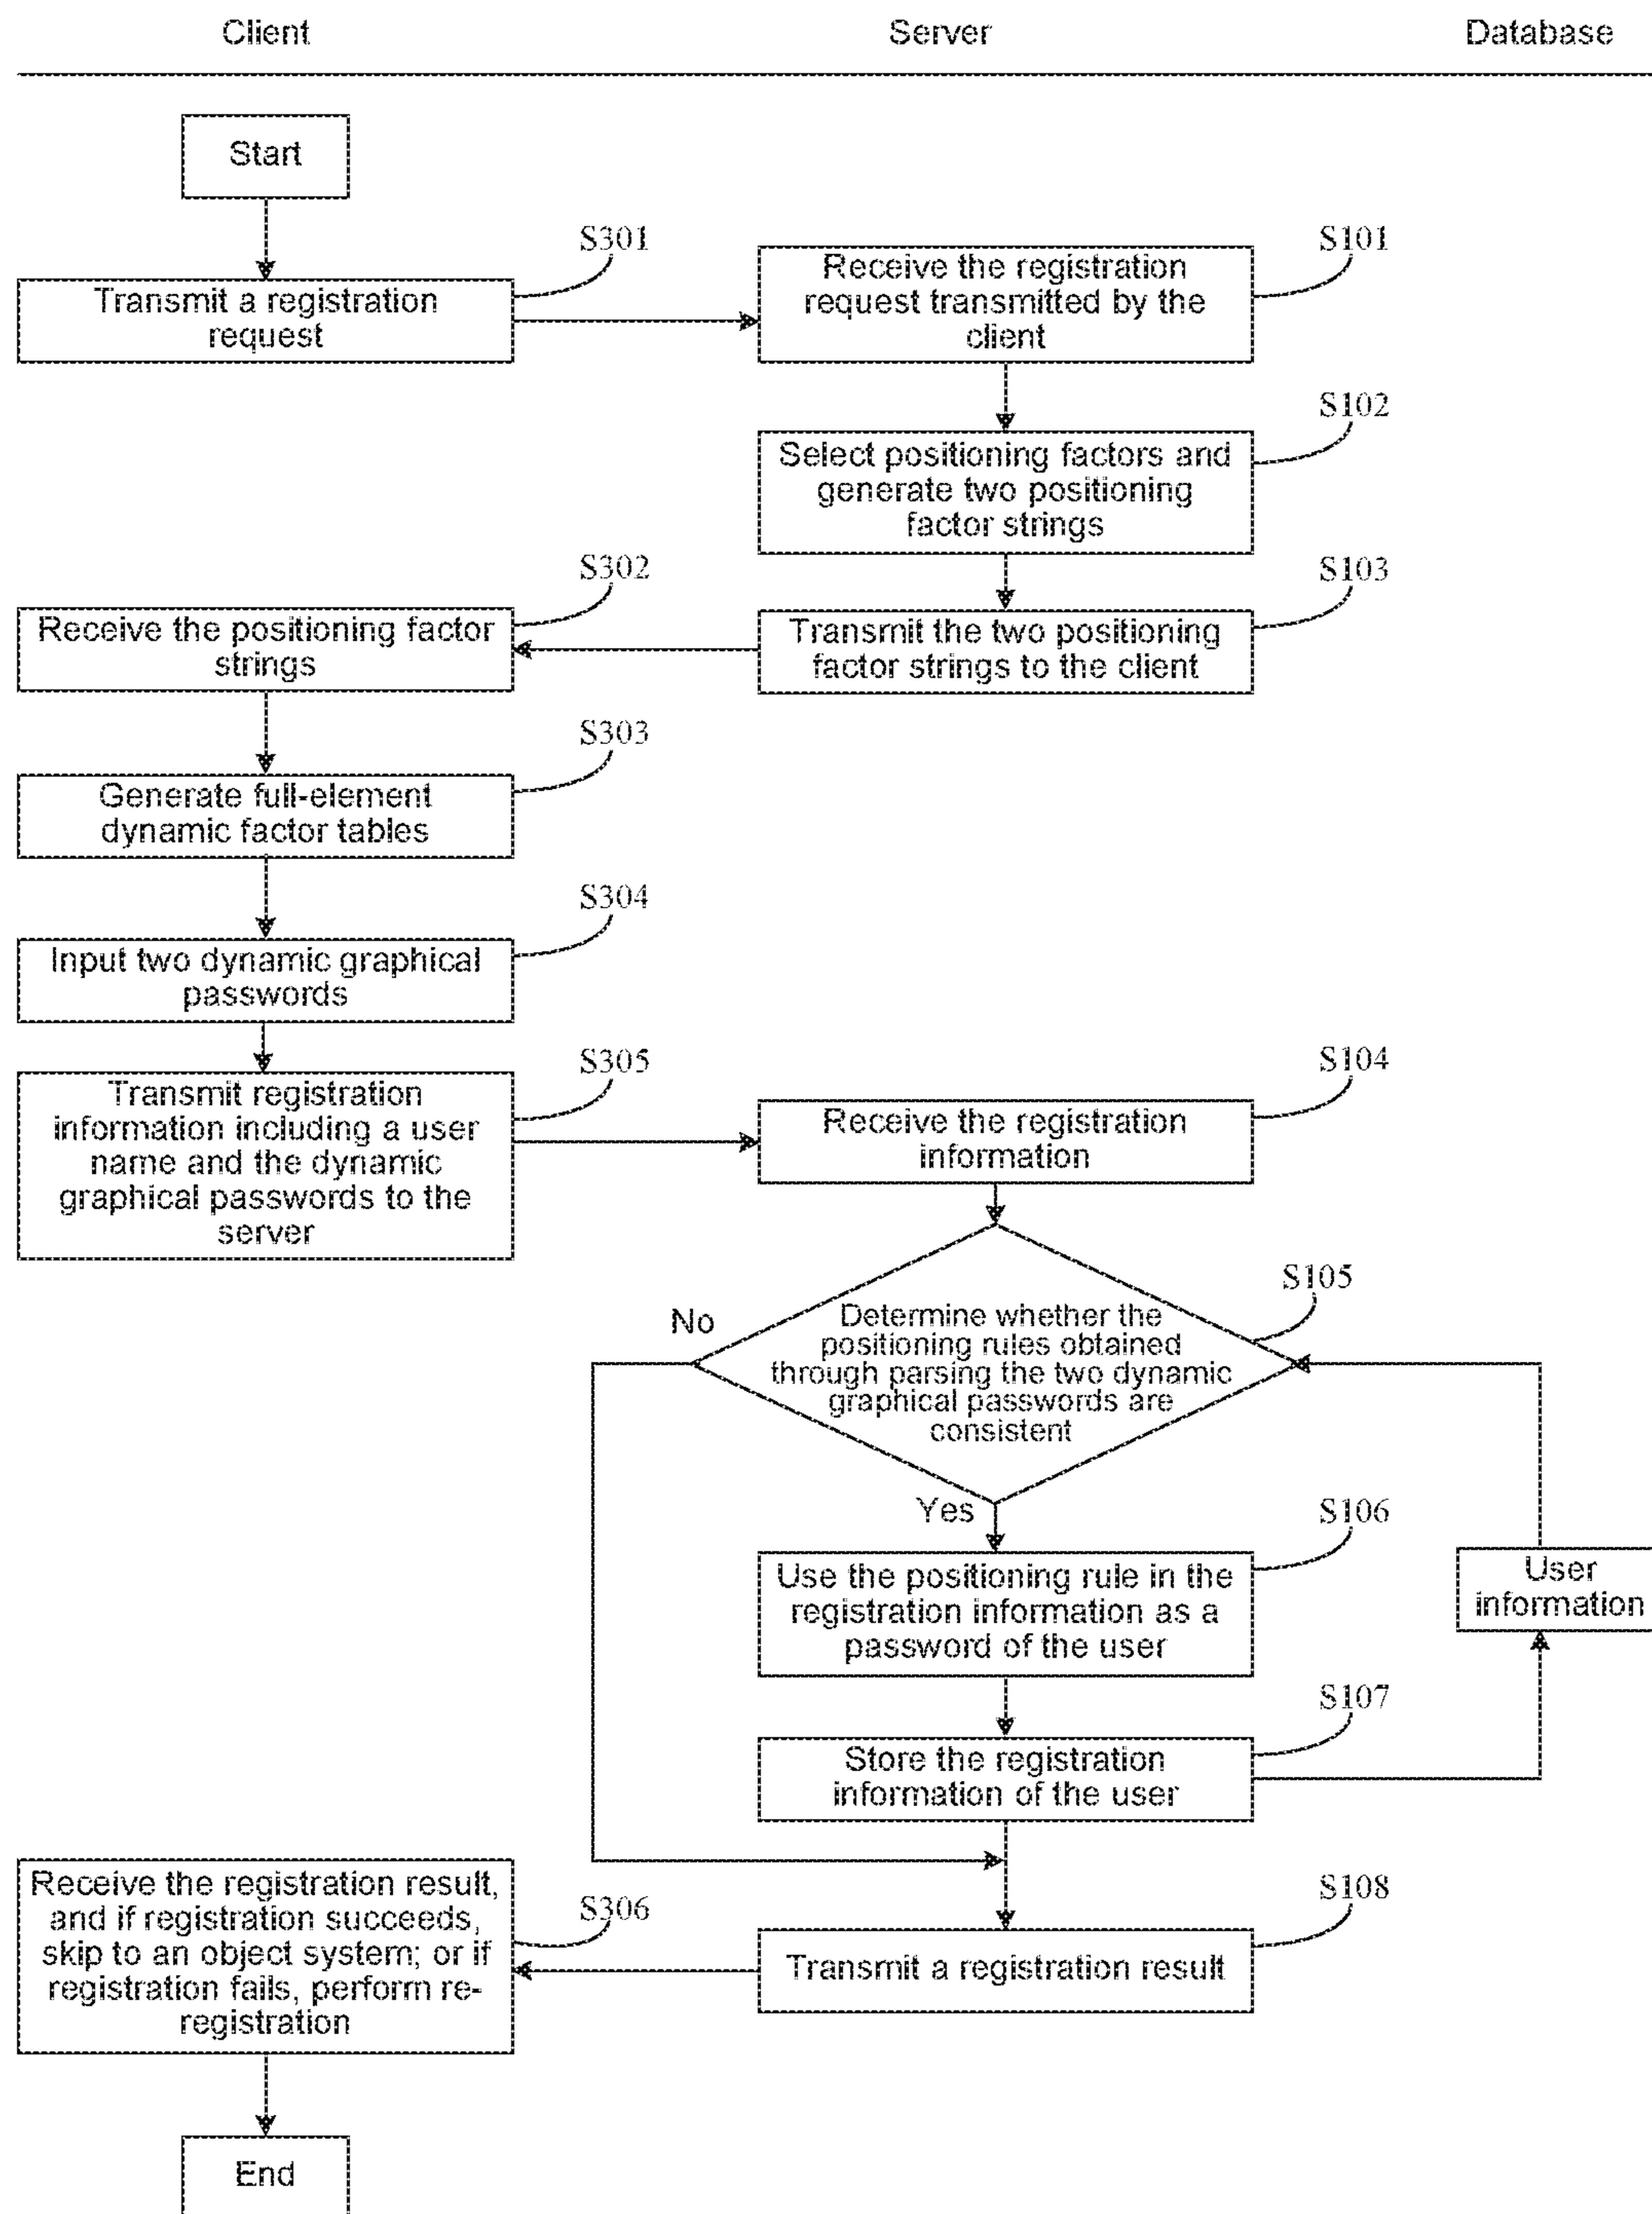 Client
Server
Database
Start
S301
Transmit a registration
request
S101
Receive the registration
request transmitted by the
client
S102
Select positioning factors and
generate two positioning
factor strings
S302
Receive the positioning factor
strings
S103
Transmit the two positioning
factor strings to the client
S303
Generate full-element
dynamic factor tables
S304
Input two dynamic graphical
passwords
S305
Transmit registration
information including a user
name and the dynamic
graphical passwords to the
server
S104
Receive the registration
information
S105
Determine whether the
positioning rules obtained
through parsing the two dynamic
graphical passwords are
consistent
No
Yes
S106
Use the positioning rule in the
registration information as a
password of the user
User
information
S107
Store the registration
information of the user
S108
Transmit a registration result
S306
Receive the registration result,
and if registration succeeds,
skip to an object system; or if
registration fails, perform re-
registration
End